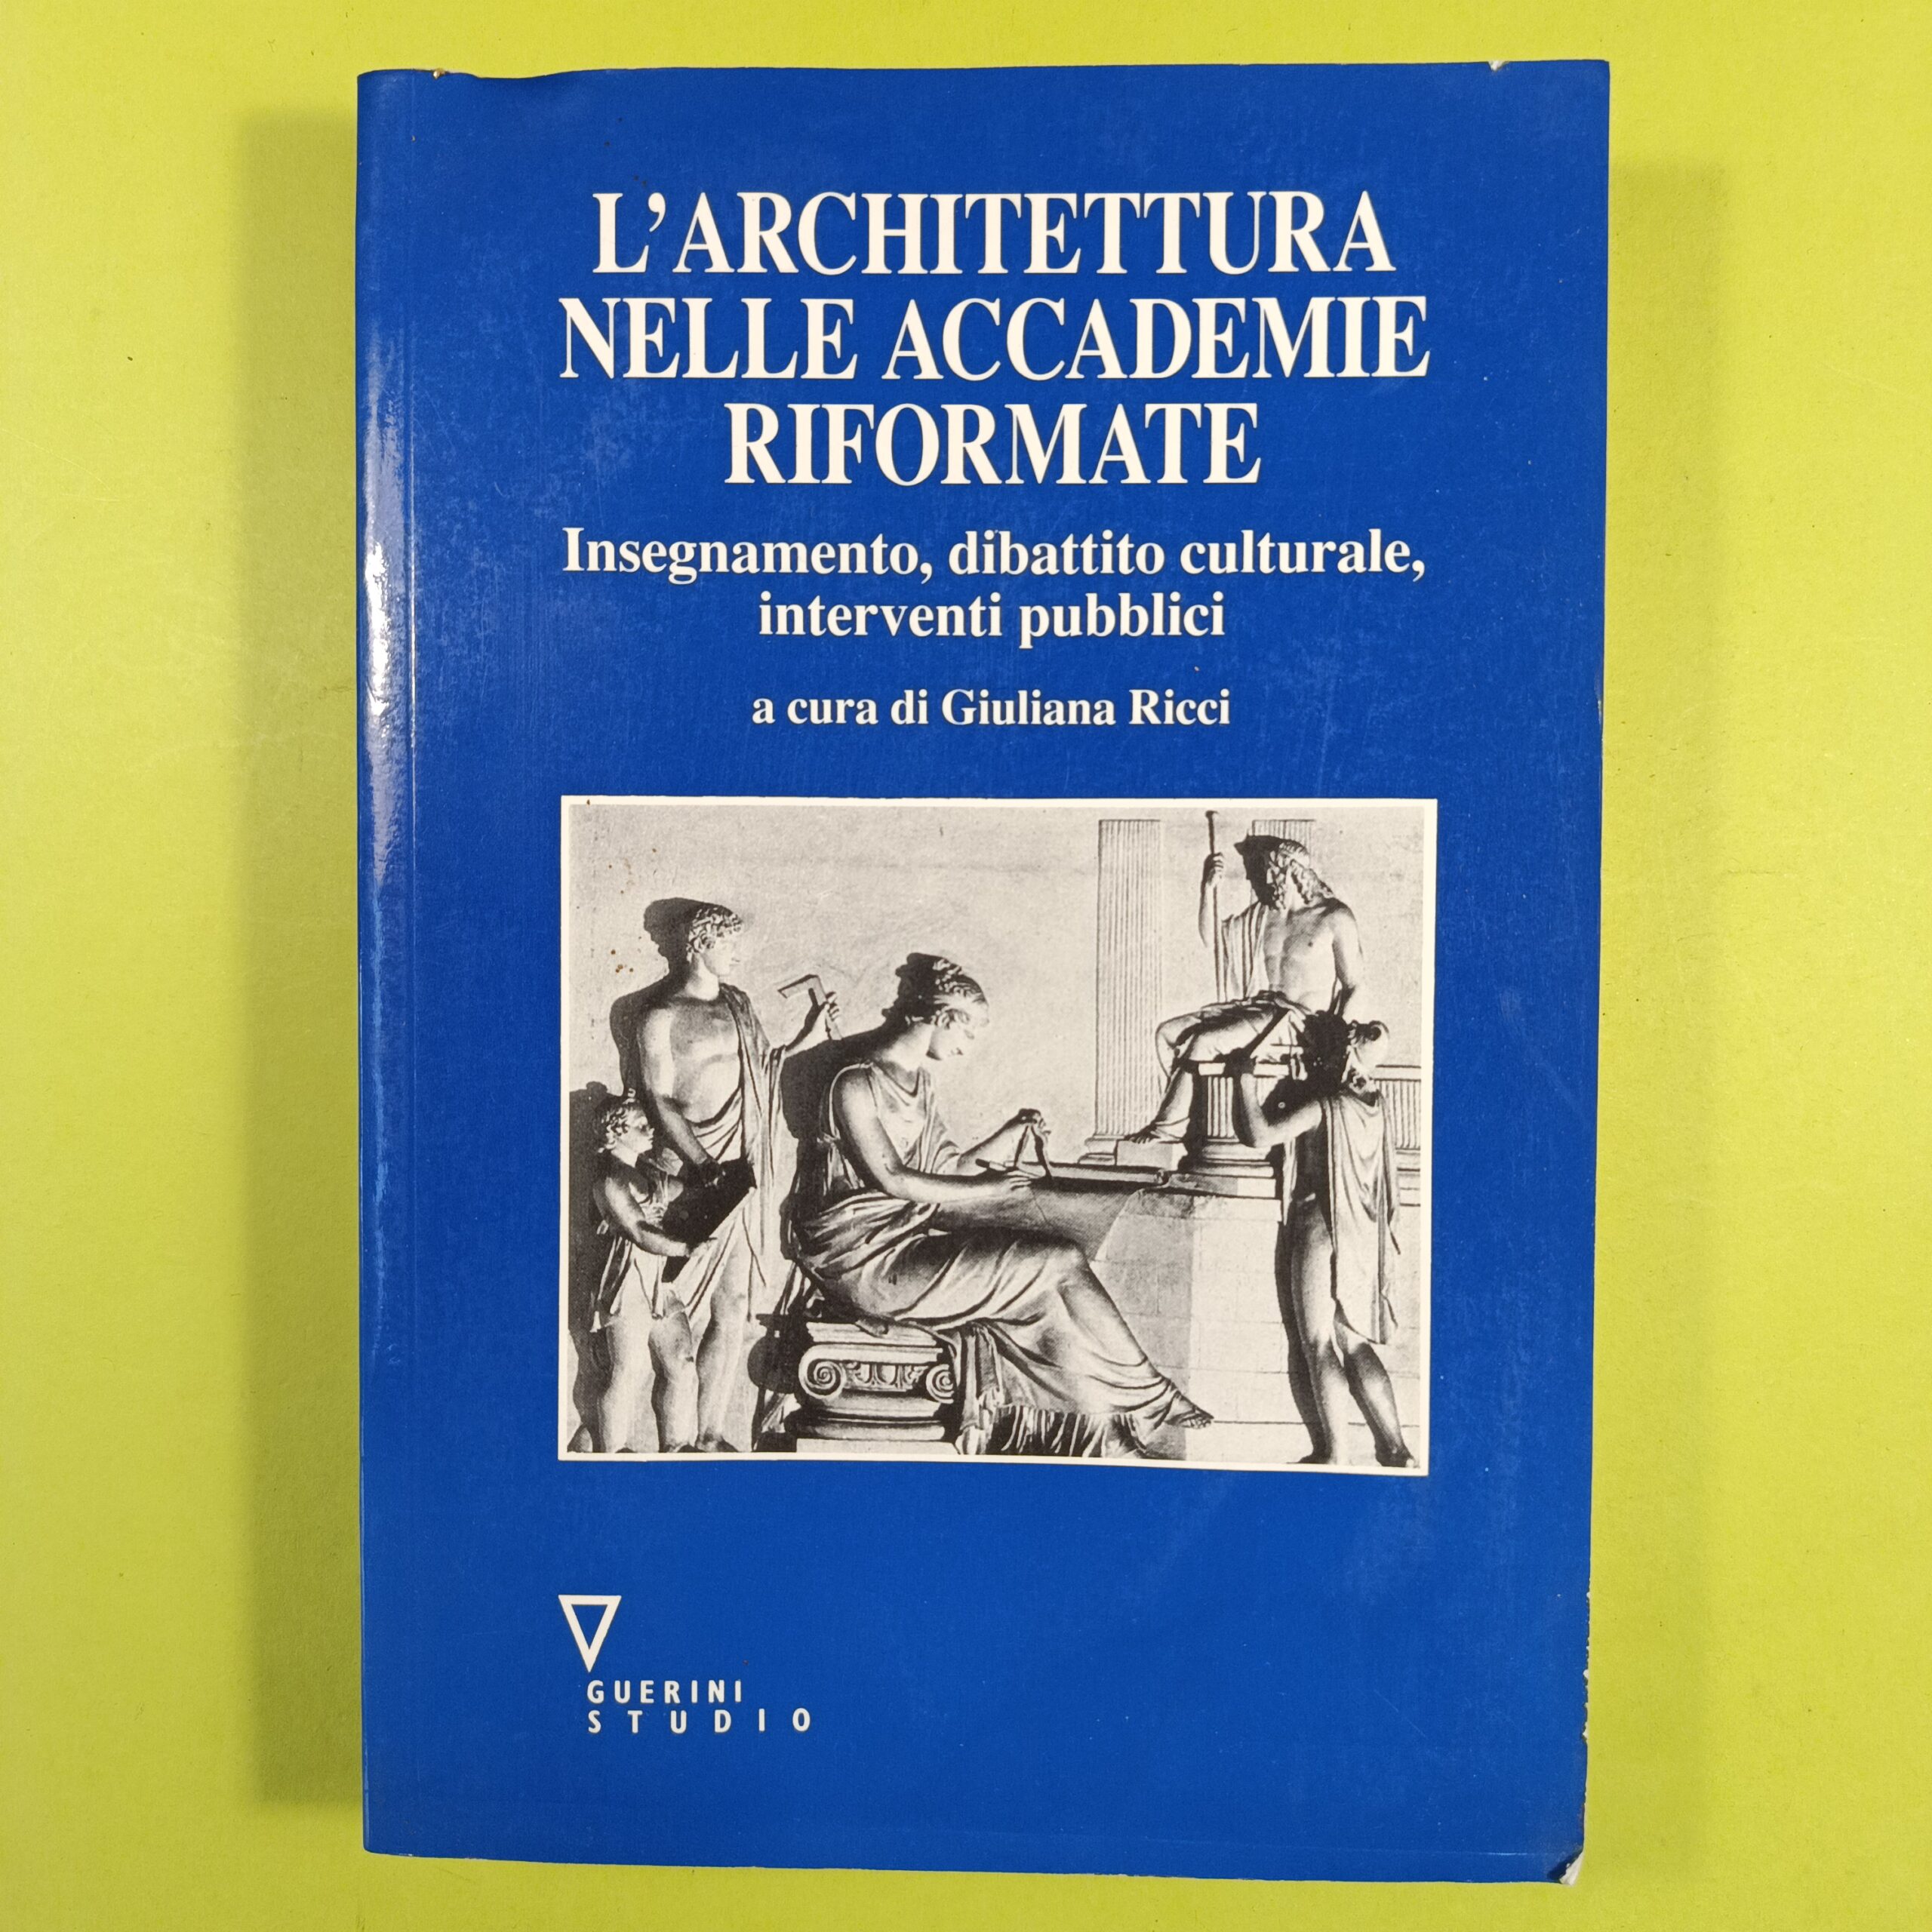 L'ARCHITETTURA
NELLE ACCADEMIE
RIFORMATE
Insegnamento, dibattito culturale,
interventi pubblici
a cura di Giuliana Ricci
GUERINI
STUDIO